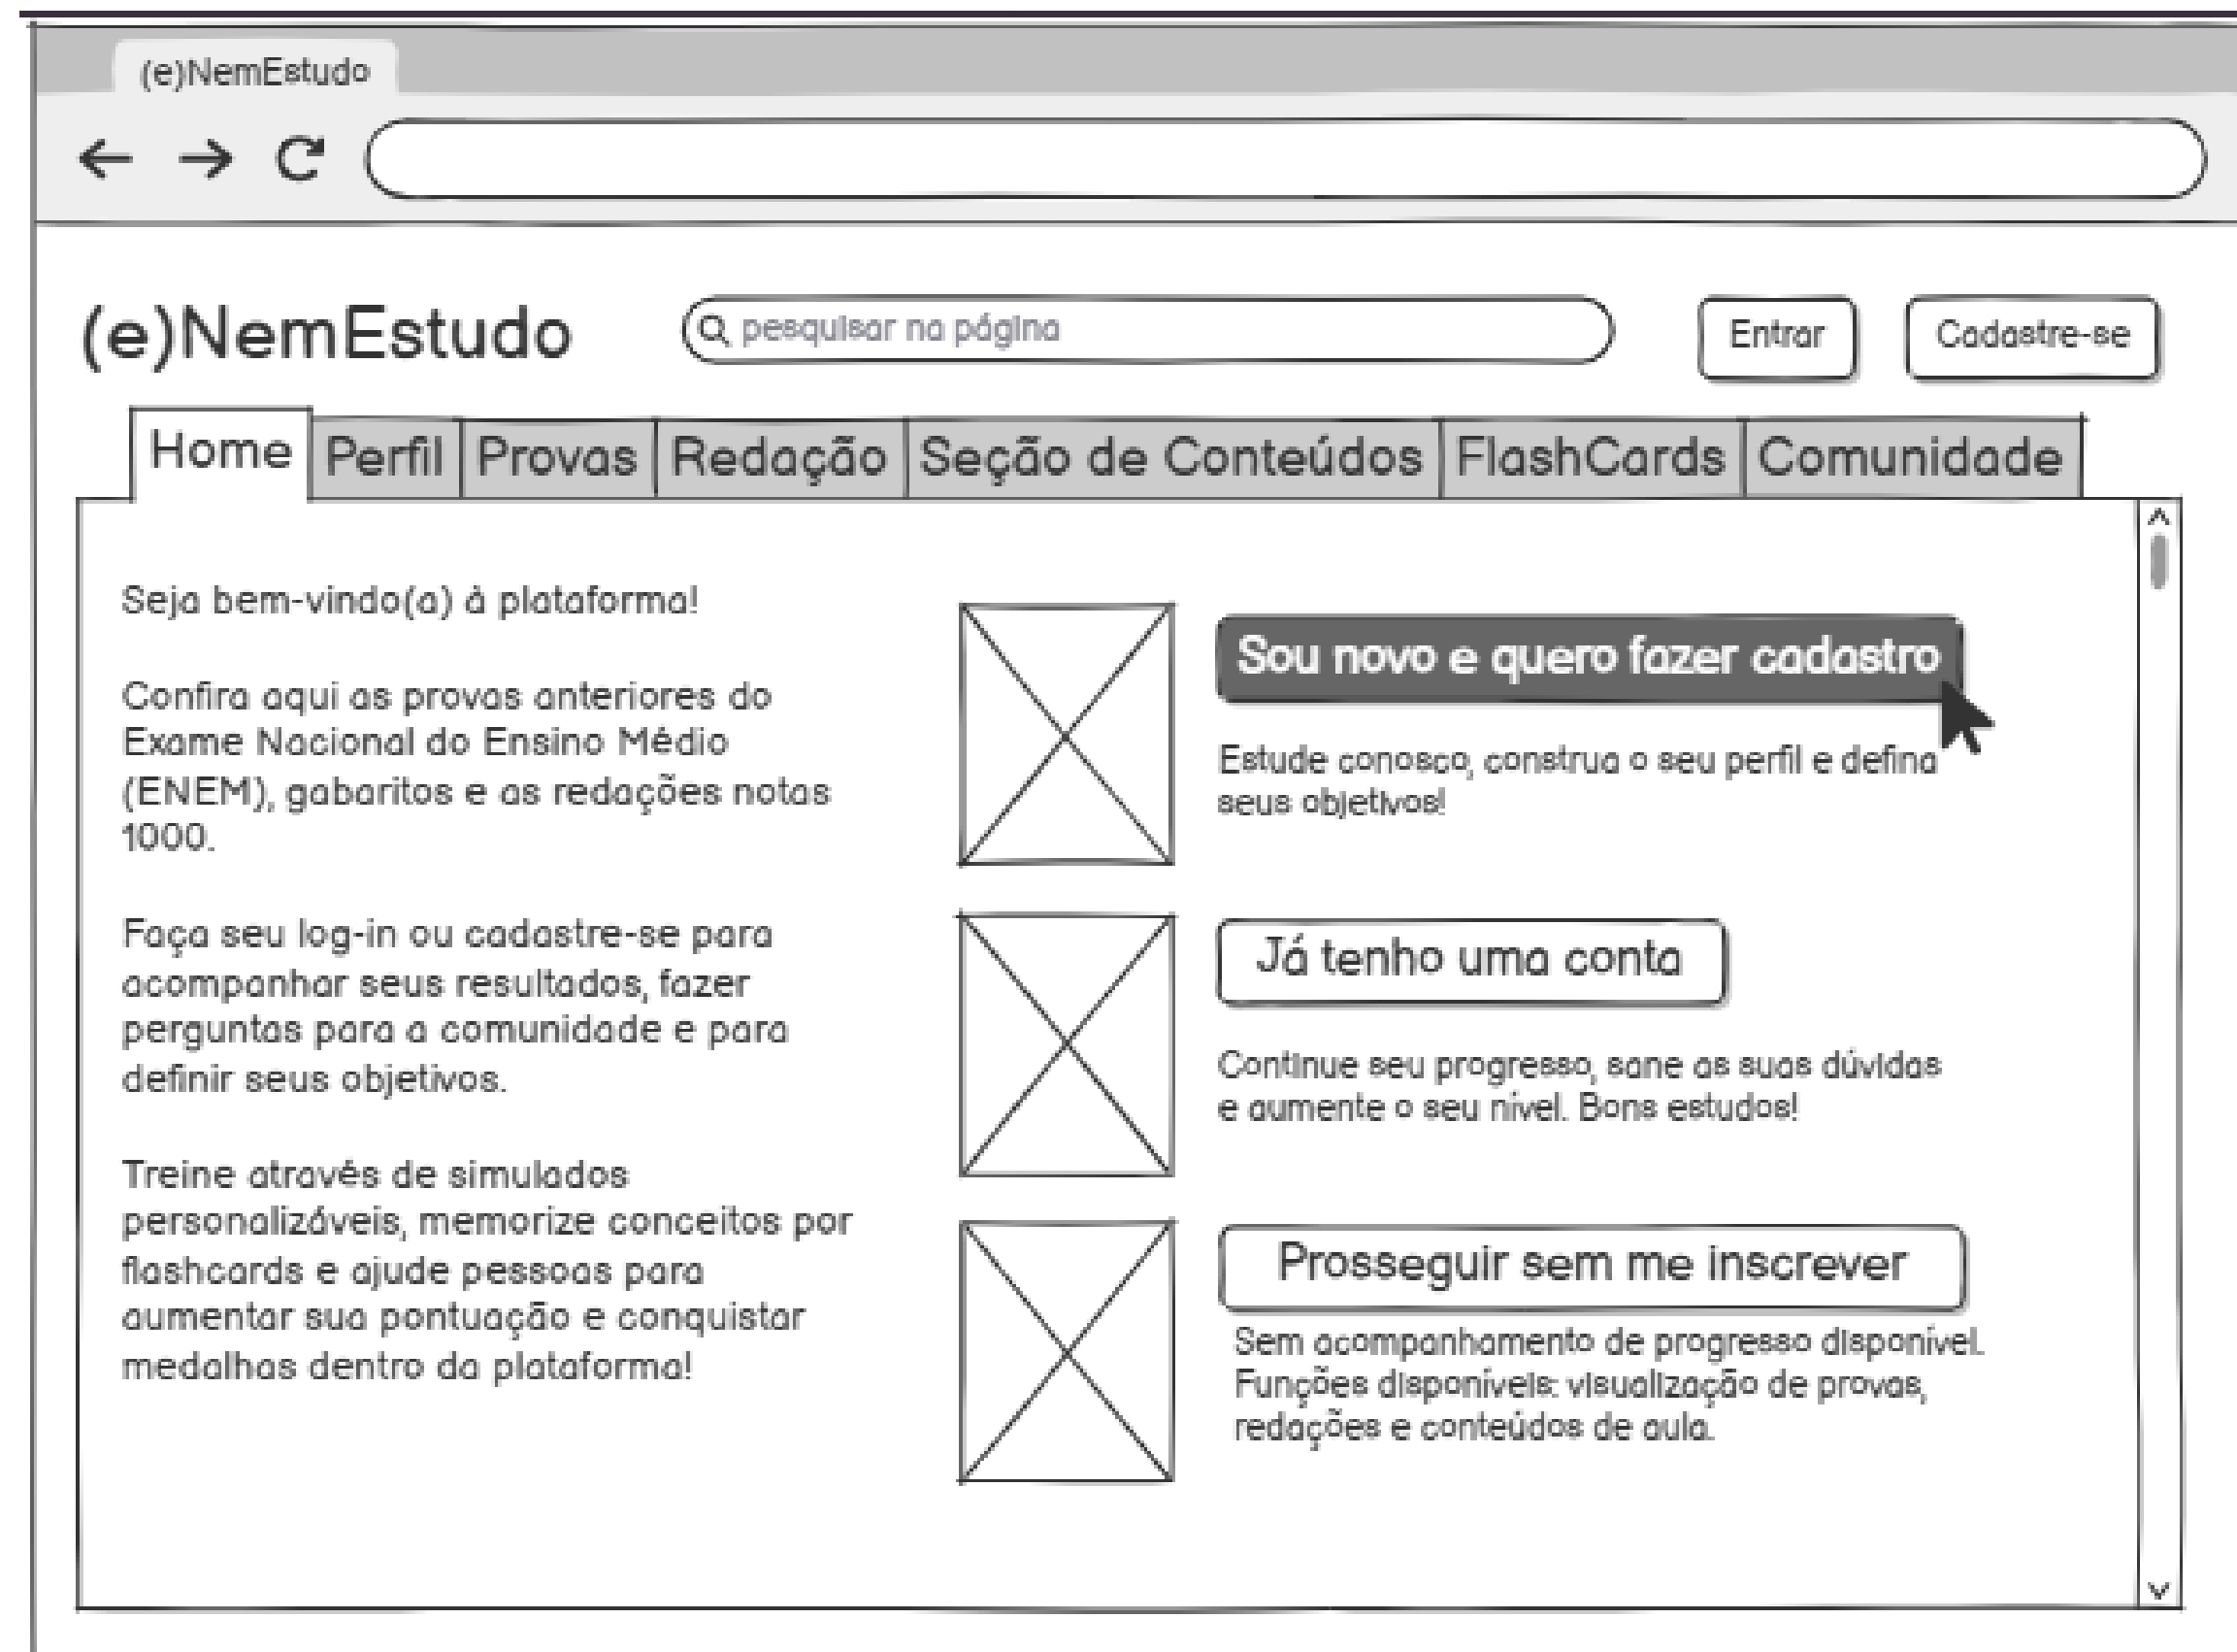 (e)NemEstudo
(e)NemEstudo
pesquisar na página
Entrar
Cadastre-se
Home
Perfil
Provas
Redação
Seção de Conteúdos
FlashCards
Comunidade
Seja bem-vindo(a) à plataforma!
Confira aqui as provas anteriores do
Exame Nacional do Ensino Médio
(ENEM), gabaritos e as redações notas
1000.
Faça seu log-in ou cadastre-se para
acompanhar seus resultados, fazer
perguntas para a comunidade e para
definir seus objetivos.
Treine através de simulados
personalizáveis, memorize conceitos por
flashcards e ajude pessoas para
aumentar sua pontuação e conquistar
medalhas dentro da plataforma!
Sou novo e quero fazer cadastro
Estude conosco, construa o seu perfil e defina
seus objetivos!
Já tenho uma conta
Continue seu progresso, sane as suas dúvidas
e aumente o seu nível. Bons estudos!
Prosseguir sem me inscrever
Sem acompanhamento de progresso disponível.
Funções disponíveis: visualização de provas,
redações e conteúdos de aula.